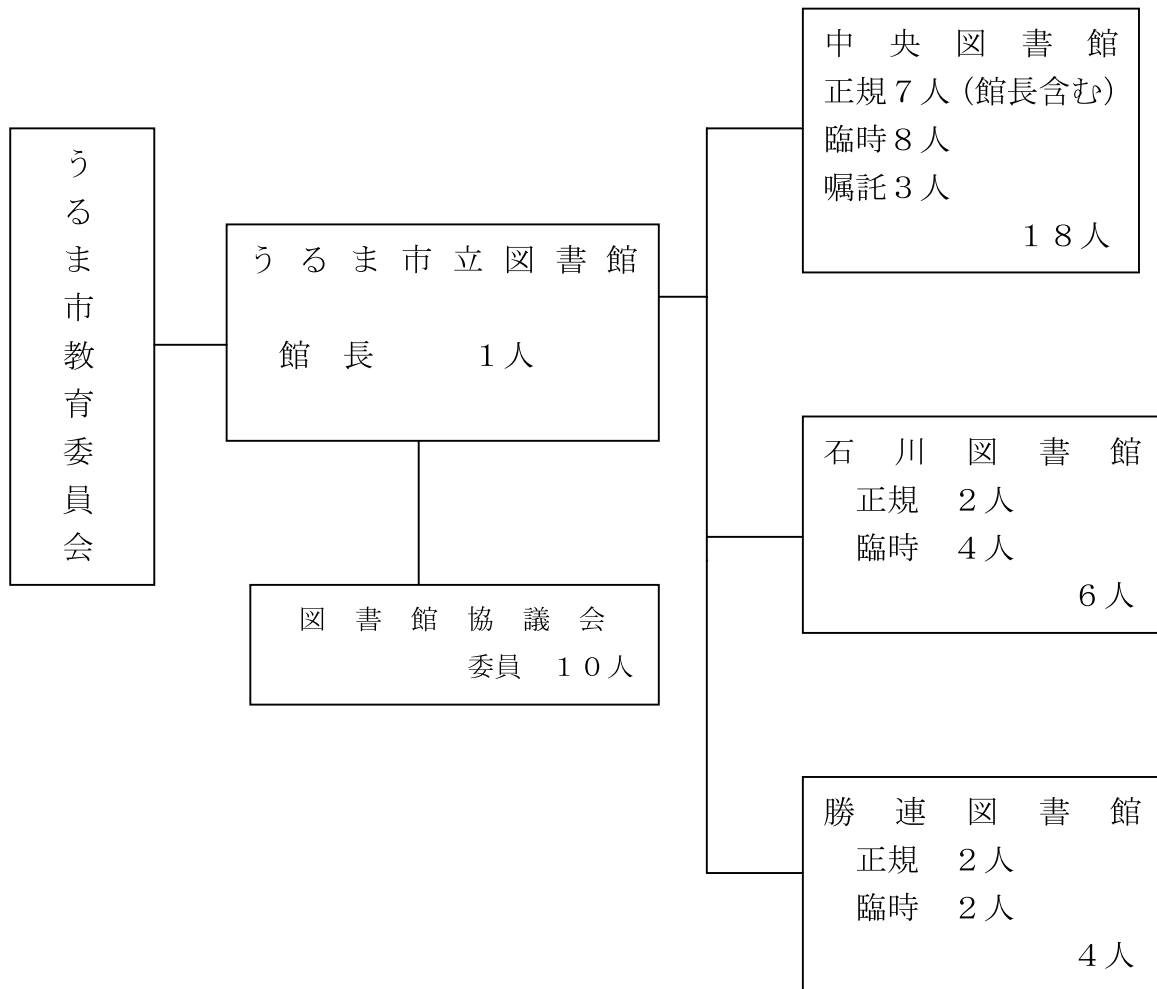 うるま市教育委員会
うるま市立図書館
館長　１人
図書館協議会
委員　１０人
中央図書館
正規７人（館長含む）
臨時８人
嘱託３人
１８人
石川図書館
正規　２人
臨時　４人
６人
勝連図書館
正規　２人
臨時　２人
４人